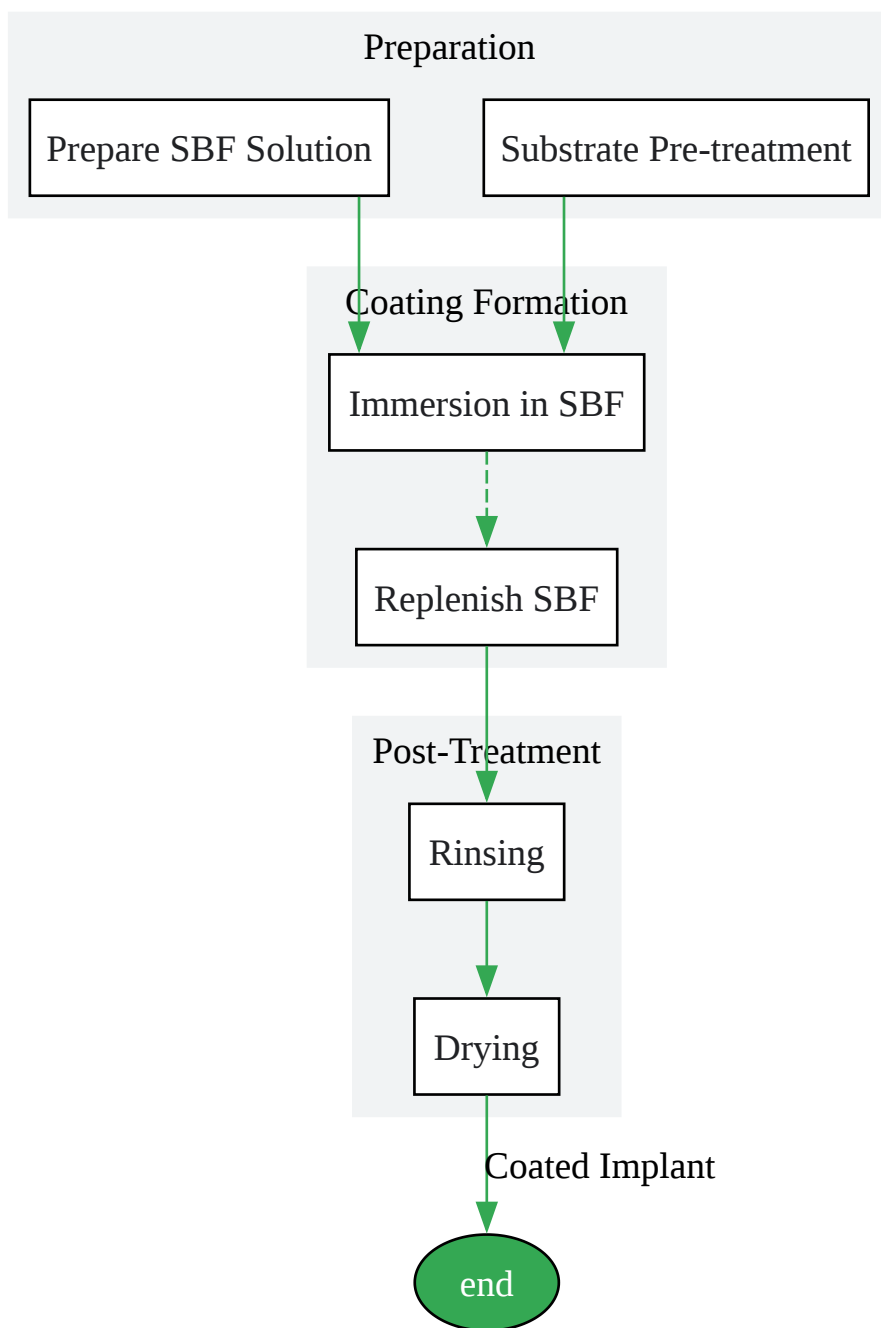 Preparation
Prepare SBF Solution
Substrate Pre-treatment
Coating Formation
Immersion in SBF
Replenish SBF
Post-Treatment
Rinsing
Drying
Coated Implant
end